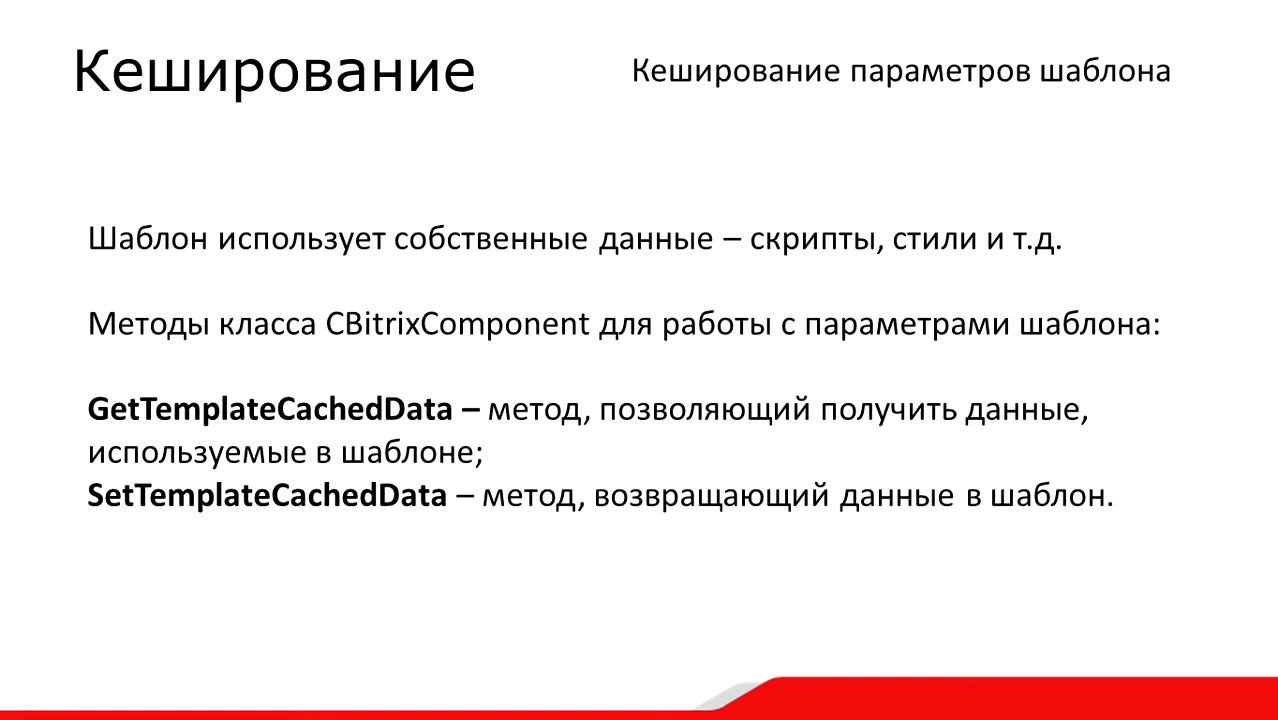 Кеширование
Кеширование параметров шаблона
Шаблон использует собственные данные – скрипты, стили и т.д.
Методы класса CBitrixComponent для работы с параметрами шаблона:
GetTemplateCachedData – метод, позволяющий получить данные,
используемые в шаблоне;
SetTemplateCachedData – метод, возвращающий данные в шаблон.